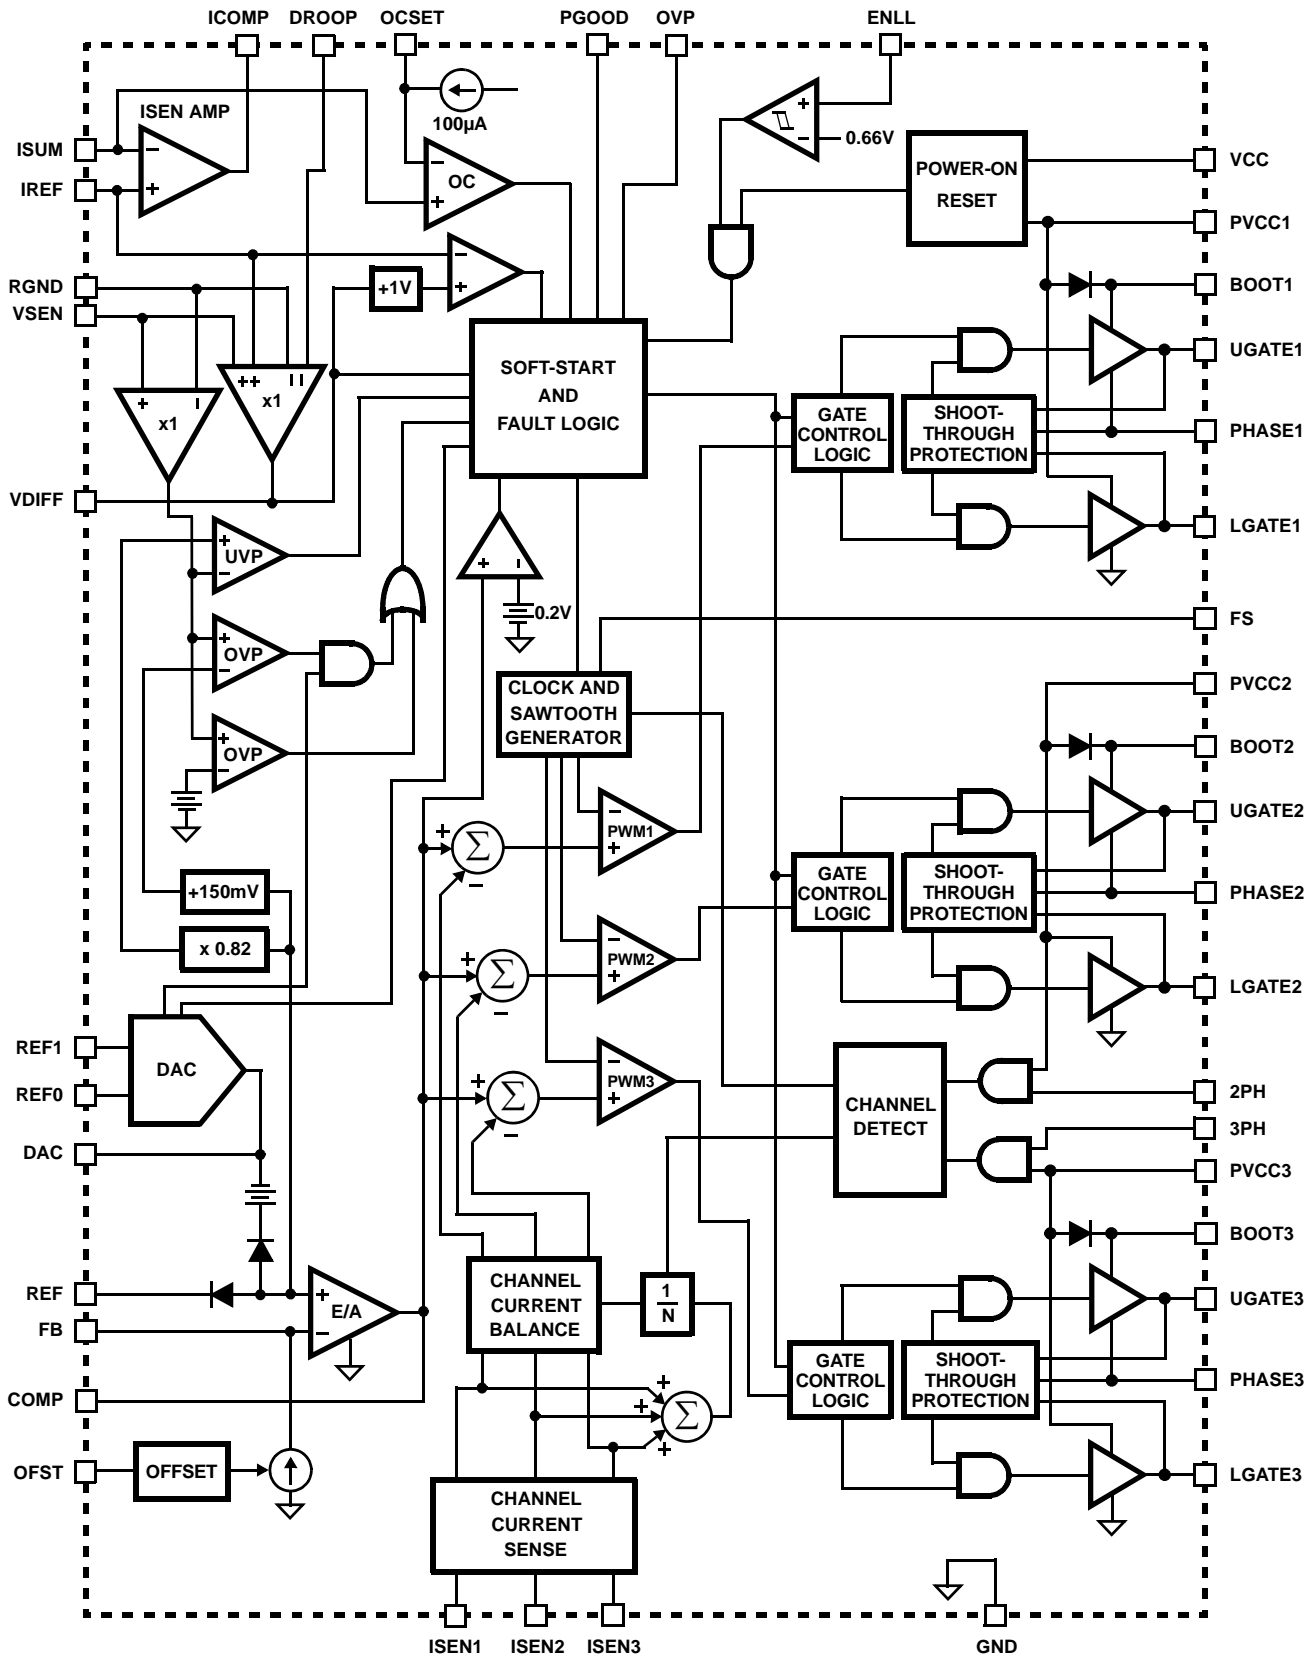 ICOMP DROOP OCSET PGOOD OVP ENLL
ISEN AMP
100µA
+
−
0.66V
ISUM
−
IREF
+
−
OC
+
POWER-ON
RESET
VCC
PVCC1
RGND
VSEN
+1V
−
+
BOOT1
UGATE1
++
x1
+
x1
SOFT-START
AND
FAULT LOGIC
GATE
CONTROL
LOGIC
SHOOT-
THROUGH
PROTECTION
PHASE1
VDIFF
LGATE1
+
UVP
−
+
−
0.2V
FS
+
OVP
−
CLOCK AND
SAWTOOTH
GENERATOR
PVCC2
+
OVP
−
BOOT2
−
PWM1
+
+
Σ
−
UGATE2
+150mV
GATE
CONTROL
LOGIC
SHOOT-
THROUGH
PROTECTION
PHASE2
x 0.82
+
Σ
−
−
PWM2
+
LGATE2
REF1
DAC
REF0
+
Σ
−
−
PWM3
+
CHANNEL
DETECT
2PH
3PH
DAC
PVCC3
BOOT3
REF
FB
+
E/A
−
CHANNEL
CURRENT
BALANCE
1
N
UGATE3
GATE
CONTROL
LOGIC
SHOOT-
THROUGH
PROTECTION
PHASE3
COMP
+
+
+
Σ
OFST
OFFSET
CHANNEL
CURRENT
SENSE
LGATE3
ISEN1 ISEN2 ISEN3 GND